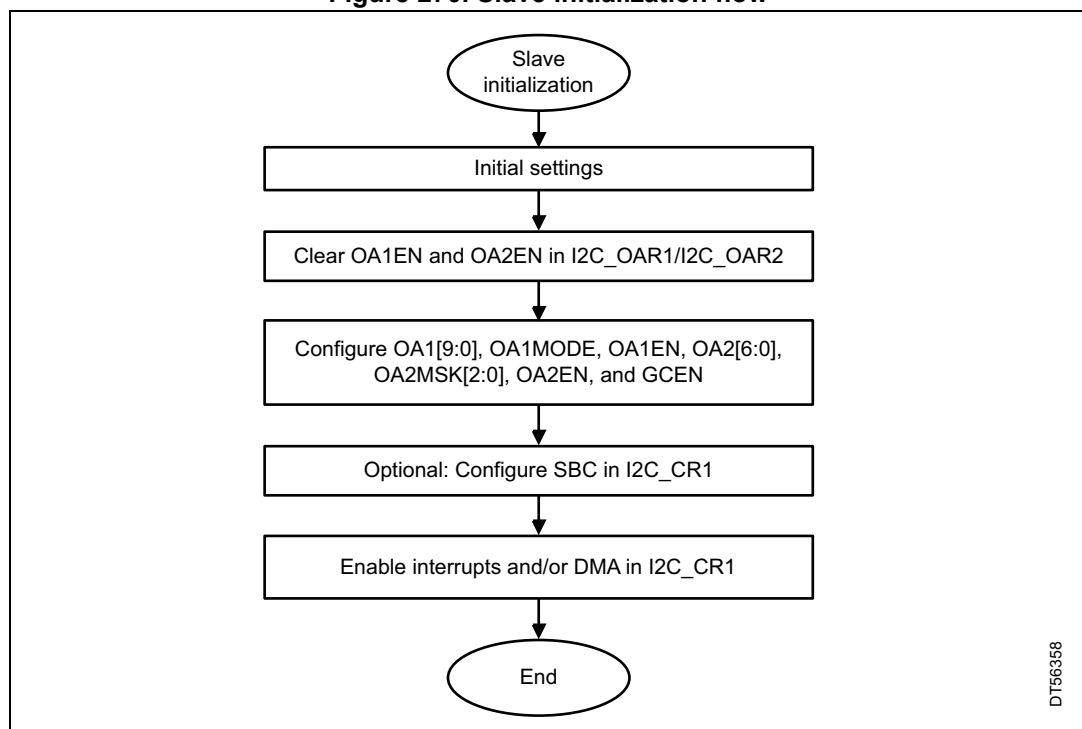 Slave
initialization
Initial settings
Clear OA1EN and OA2EN in I2C_OAR1/I2C_OAR2
Configure OA1[9:0], OA1MODE, OA1EN, OA2[6:0],
OA2MSK[2:0], OA2EN, and GCEN
Optional: Configure SBC in I2C_CR1
Enable interrupts and/or DMA in I2C_CR1
End
DT56358